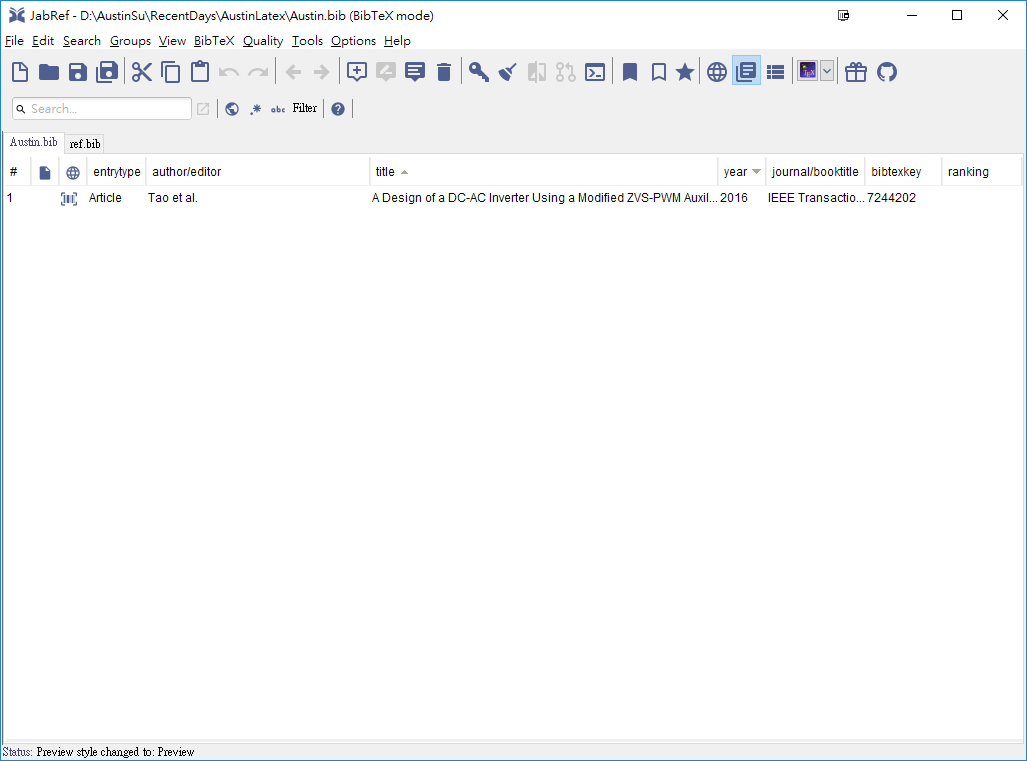 JabRef - D:\AustinSu\RecentDays\AustinLatex\Austin.bib (BibTeX mode)
File Edit Search Groups View BibTeX Quality Tools Options Help
Search... .* abc Filter ?
Austin.bib ref.bib
# entrytype author/editor title year journal/booktitle bibtexkey ranking
1 Article Tao et al. A Design of a DC-AC Inverter Using a Modified ZVS-PWM Auxil... 2016 IEEE Transactio... 7244202
Status: Preview style changed to: Preview